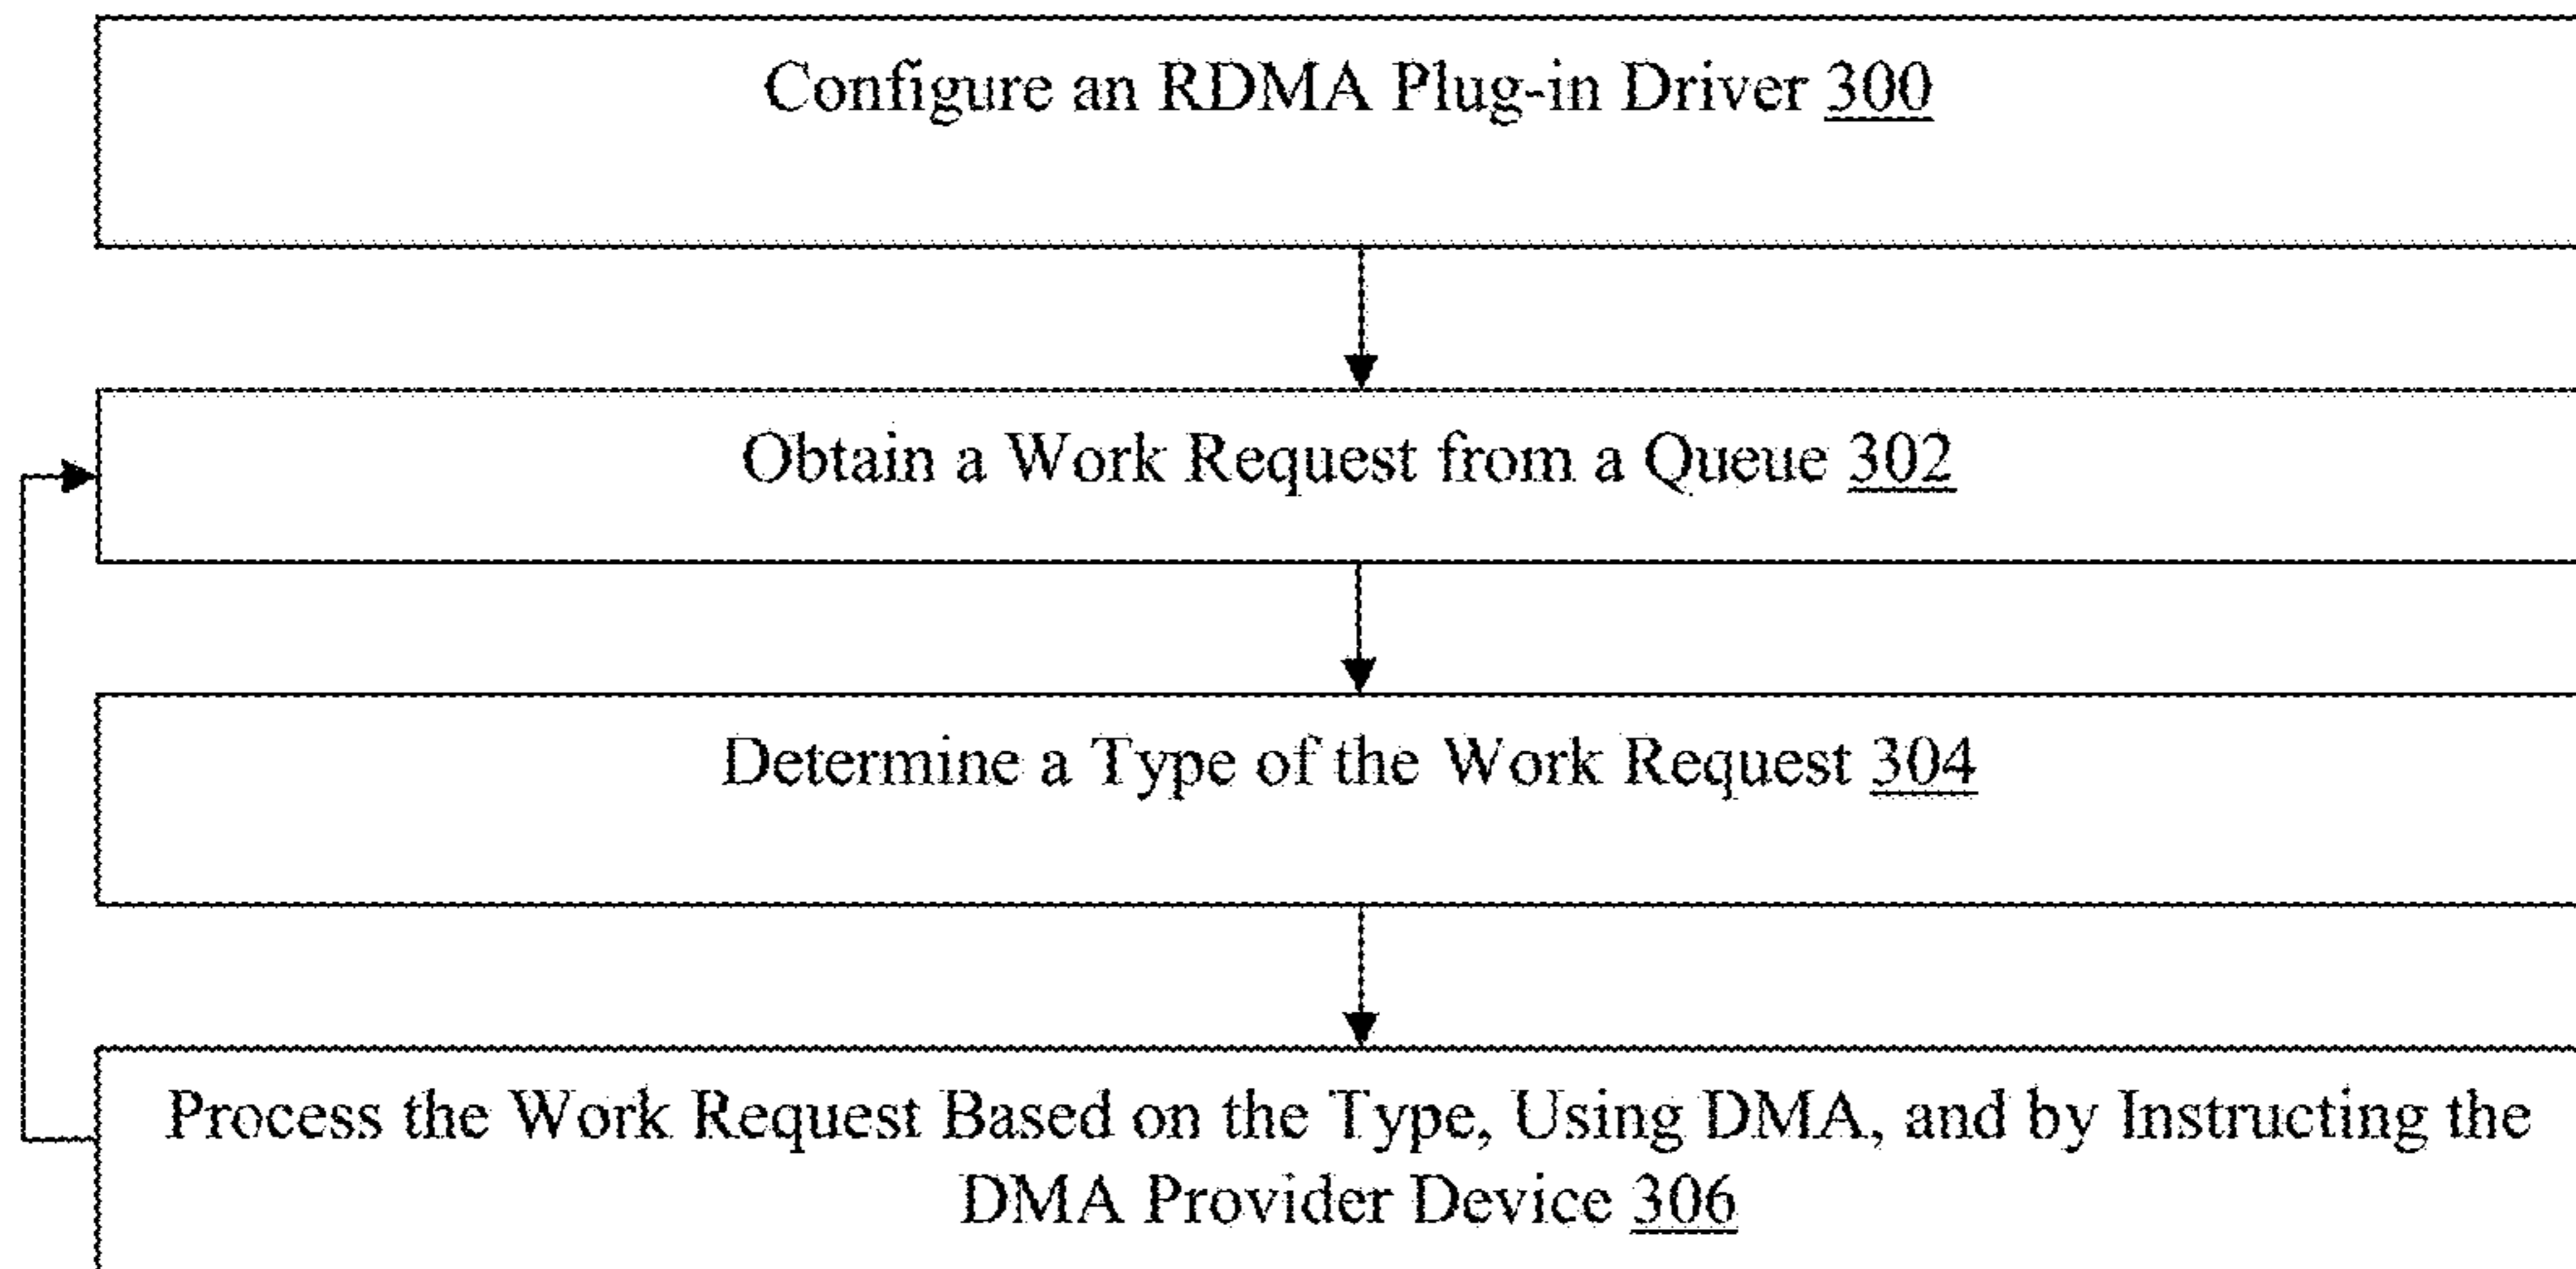 Configure an RDMA Plug-in Driver 300
Obtain a Work Request from a Queue 302
Determine a Type of the Work Request 304
Process the Work Request Based on the Type, Using DMA, and by Instructing the
DMA Provider Device 306